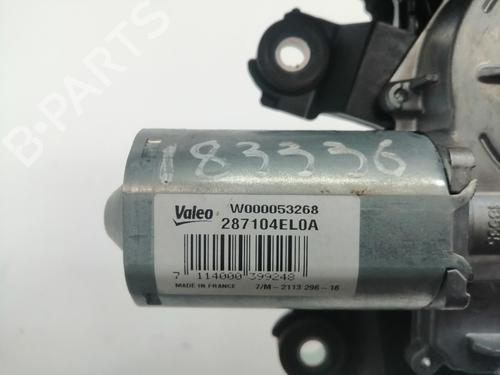 B-PARTS
183336
Valeo
W000053268
287104EL0A
7 114000 399248
MADE IN FRANCE 7/M - 2113 296 - 16